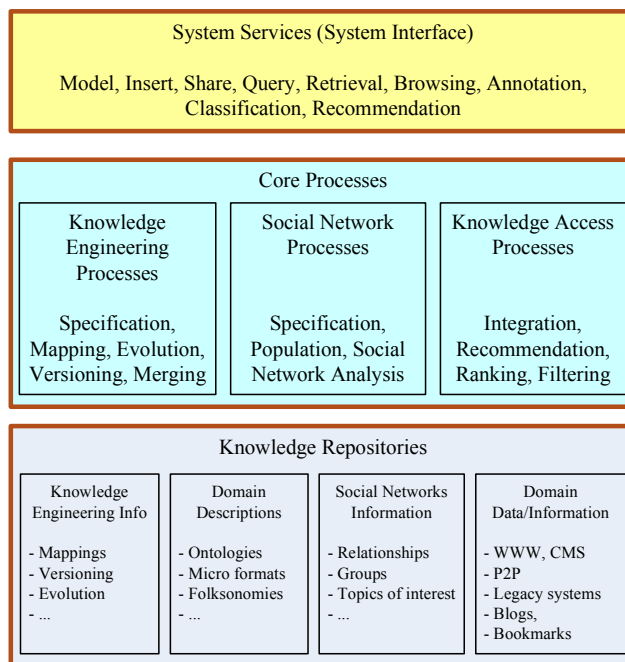 System Services (System Interface)
Model, Insert, Share, Query, Retrieval, Browsing, Annotation,
Classification, Recommendation
Core Processes
Knowledge
Engineering
Processes
Specification,
Mapping, Evolution,
Versioning, Merging
Social Network
Processes
Specification,
Population, Social
Network Analysis
Knowledge Access
Processes
Integration,
Recommendation,
Ranking, Filtering
Knowledge Repositories
Knowledge
Engineering Info
- Mappings
- Versioning
- Evolution
- ...
Domain
Descriptions
- Ontologies
- Micro formats
- Folksonomies
- ...
Social Networks
Information
- Relationships
- Groups
- Topics of interest
- ...
Domain
Data/Information
- WWW, CMS
- P2P
- Legacy systems
- Blogs,
- Bookmarks